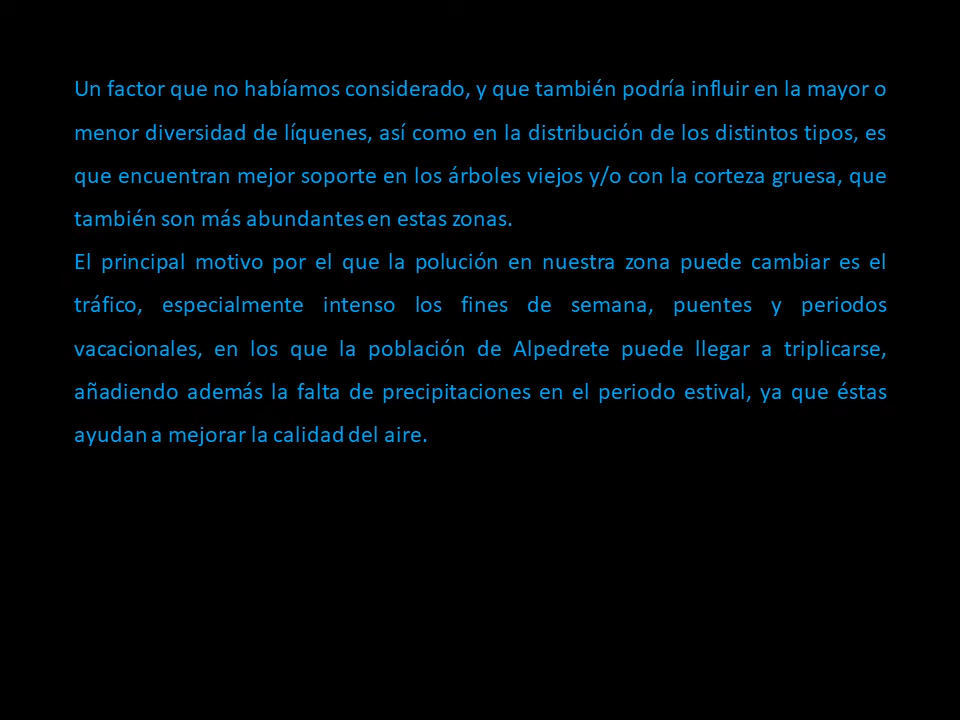 Un factor que no habíamos considerado, y que también podría influir en la mayor o
menor diversidad de líquenes, así como en la distribución de los distintos tipos, es
que encuentran mejor soporte en los árboles viejos y/o con la corteza gruesa, que
también son más abundantes en estas zonas.
El principal motivo por el que la polución en nuestra zona puede cambiar es el
tráfico, especialmente intenso los fines de semana, puentes y periodos
vacacionales, en los que la población de Alpedrete puede llegar a triplicarse,
añadiendo además la falta de precipitaciones en el periodo estival, ya que éstas
ayudan a mejorar la calidad del aire.